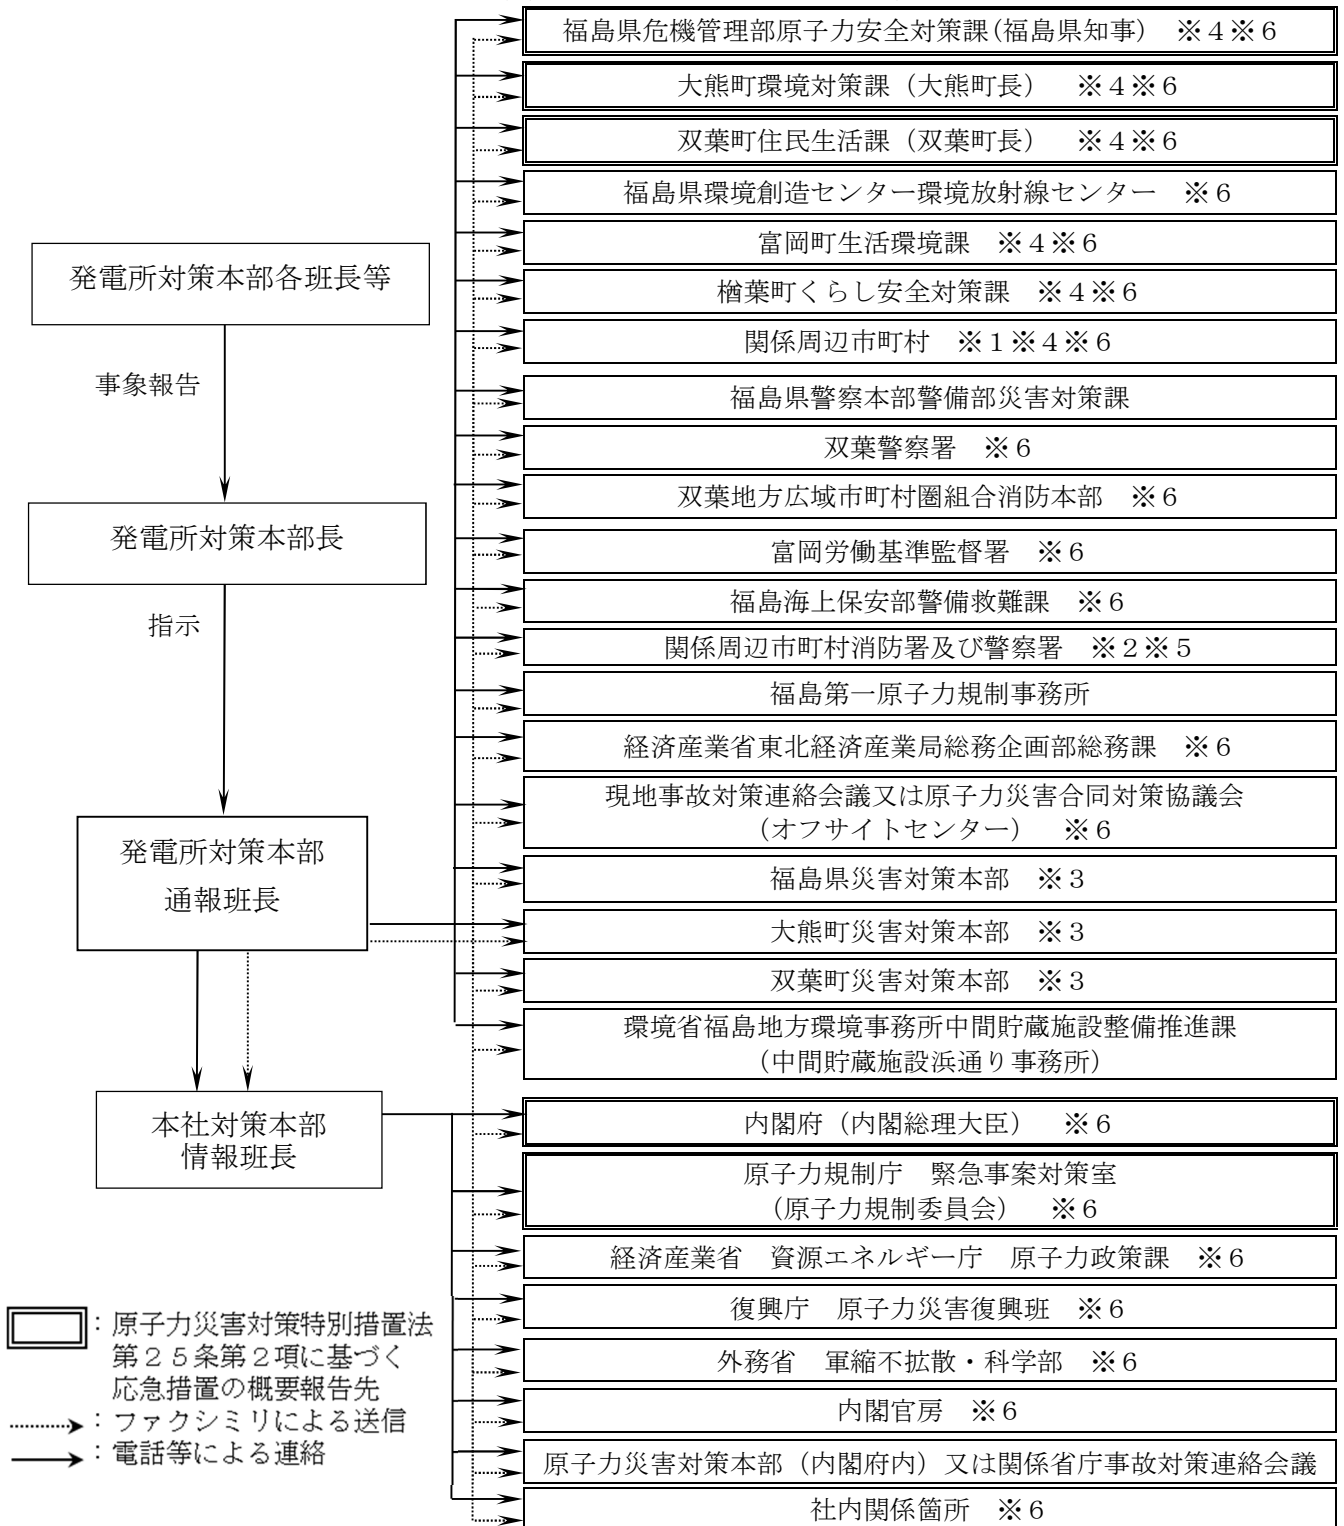 福島県危機管理部原子力安全対策課(福島県知事)　※４※６
大熊町環境対策課（大熊町長）　※４※６
双葉町住民生活課（双葉町長）　※４※６
福島県環境創造センター環境放射線センター　※６
富岡町生活環境課　※４※６
楢葉町くらし安全対策課　※４※６
関係周辺市町村　※１※４※６
福島県警察本部警備部災害対策課
双葉警察署　※６
双葉地方広域市町村圏組合消防本部　※６
富岡労働基準監督署　※６
福島海上保安部警備救難課　※６
関係周辺市町村消防署及び警察署　※２※５
福島第一原子力規制事務所
経済産業省東北経済産業局総務企画部総務課　※６
現地事故対策連絡会議又は原子力災害合同対策協議会
（オフサイトセンター）　※６
福島県災害対策本部　※３
大熊町災害対策本部　※３
双葉町災害対策本部　※３
環境省福島地方環境事務所中間貯蔵施設整備推進課
（中間貯蔵施設浜通り事務所）
内閣府（内閣総理大臣）　※６
原子力規制庁　緊急事案対策室
（原子力規制委員会）　※６
経済産業省　資源エネルギー庁　原子力政策課　※６
復興庁　原子力災害復興班　※６
外務省　軍縮不拡散・科学部　※６
内閣官房　※６
原子力災害対策本部（内閣府内）又は関係省庁事故対策連絡会議
社内関係箇所　※６
発電所対策本部各班長等
事象報告
発電所対策本部長
指示
発電所対策本部
通報班長
本社対策本部
情報班長
：原子力災害対策特別措置法
第２５条第２項に基づく
応急措置の概要報告先
：ファクシミリによる送信
：電話等による連絡